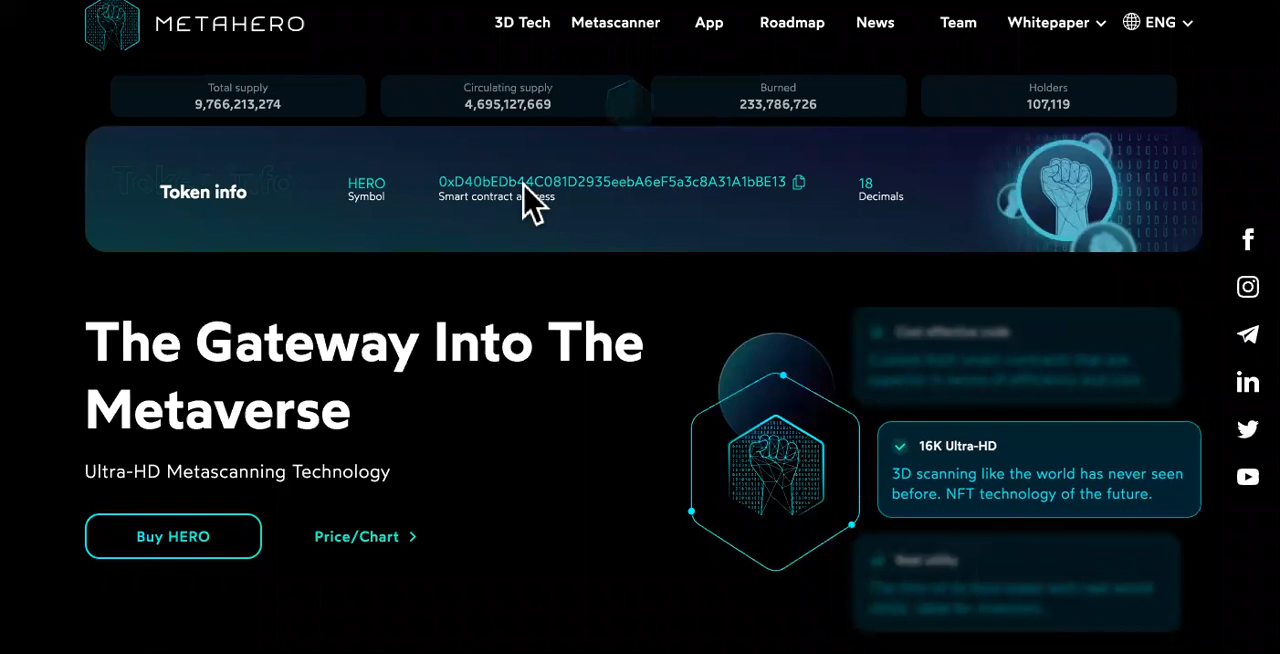 METAHERO
3D Tech
Metascanner
App
Roadmap
News
Team
Whitepaper
ENG
Total supply
9,766,213,274
Circulating supply
4,695,127,669
Burned
233,786,726
Holders
107,119
Token info
HERO
Symbol
0xD40bEDb44C081D2935eebA6eF5a3c8A31A1bBE13
Smart contract address
18
Decimals
The Gateway Into The
Metaverse
Ultra-HD Metascanning Technology
Buy HERO
Price/Chart
16K Ultra-HD
3D scanning like the world has never seen
before. NFT technology of the future.